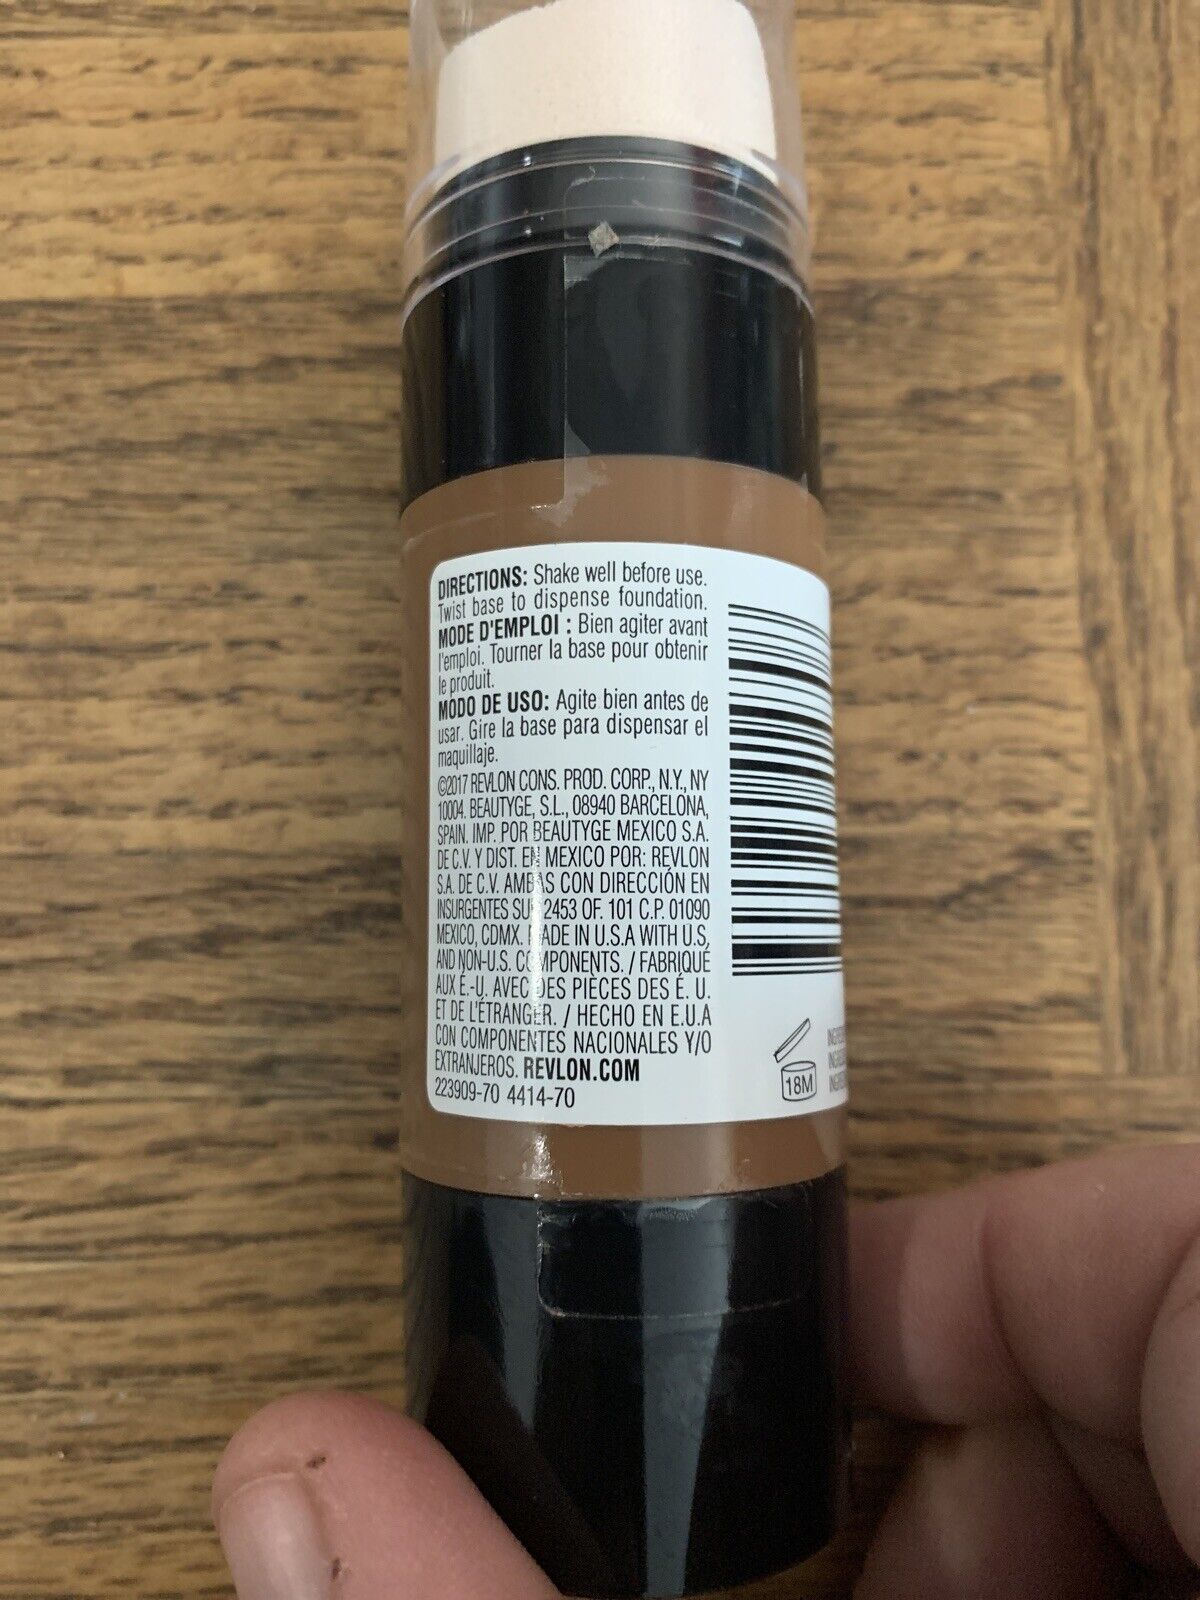 DIRECTIONS: Shake well before use.
Twist base to dispense foundation.
MODE D'EMPLOI : Bien agiter avant
l'emploi. Tourner la base pour obtenir
le produit.
MODO DE USO: Agite bien antes de
usar. Gire la base para dispensar el
maquillaje.
©2017 REVLON CONS. PROD. CORP., N.Y., NY
10004. BEAUTYGE, S.L., 08940 BARCELONA,
SPAIN. IMP. POR BEAUTYGE MEXICO S.A.
DE C.V. Y DIST. EN MEXICO POR: REVLON
S.A. DE C.V. AMBAS CON DIRECCIÓN EN
INSURGENTES SUR 2453 OF. 101 C.P. 01090
MEXICO, CDMX. MADE IN U.S.A WITH U.S.
AND NON-U.S. COMPONENTS. / FABRIQUÉ
AUX É.-U. AVEC DES PIÈCES DES É. U.
ET DE L'ÉTRANGER. / HECHO EN E.U.A
CON COMPONENTES NACIONALES Y/O
EXTRANJEROS. REVLON.COM
223909-70 4414-70
18M